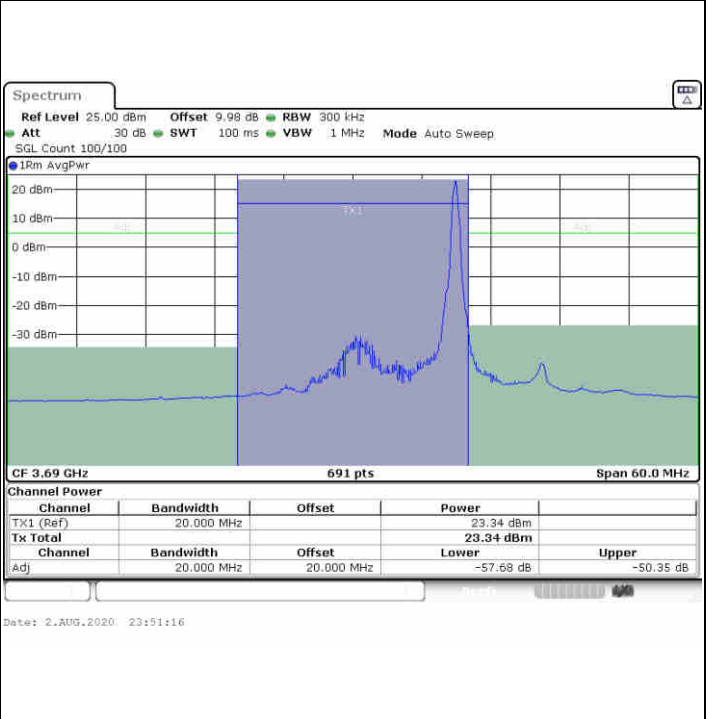 Spectrum
Ref Level 25.00 dBm Offset 9.98 dB RBW 300 kHz
Att 30 dB SWT 100 ms VBW 1 MHz Mode Auto Sweep
SGL Count 100/100
1Rm AvgPwr
20 dBm
TX1
10 dBm
Adj Adj
0 dBm
-10 dBm
-20 dBm
-30 dBm
CF 3.69 GHz 691 pts Span 60.0 MHz
Channel Power
Channel Bandwidth Offset Power
TX1 (Ref) 20.000 MHz 23.34 dBm
Tx Total 23.34 dBm
Channel Bandwidth Offset Lower Upper
Adj 20.000 MHz 20.000 MHz -57.68 dB -50.35 dB
Date: 2.AUG.2020 23:51:16